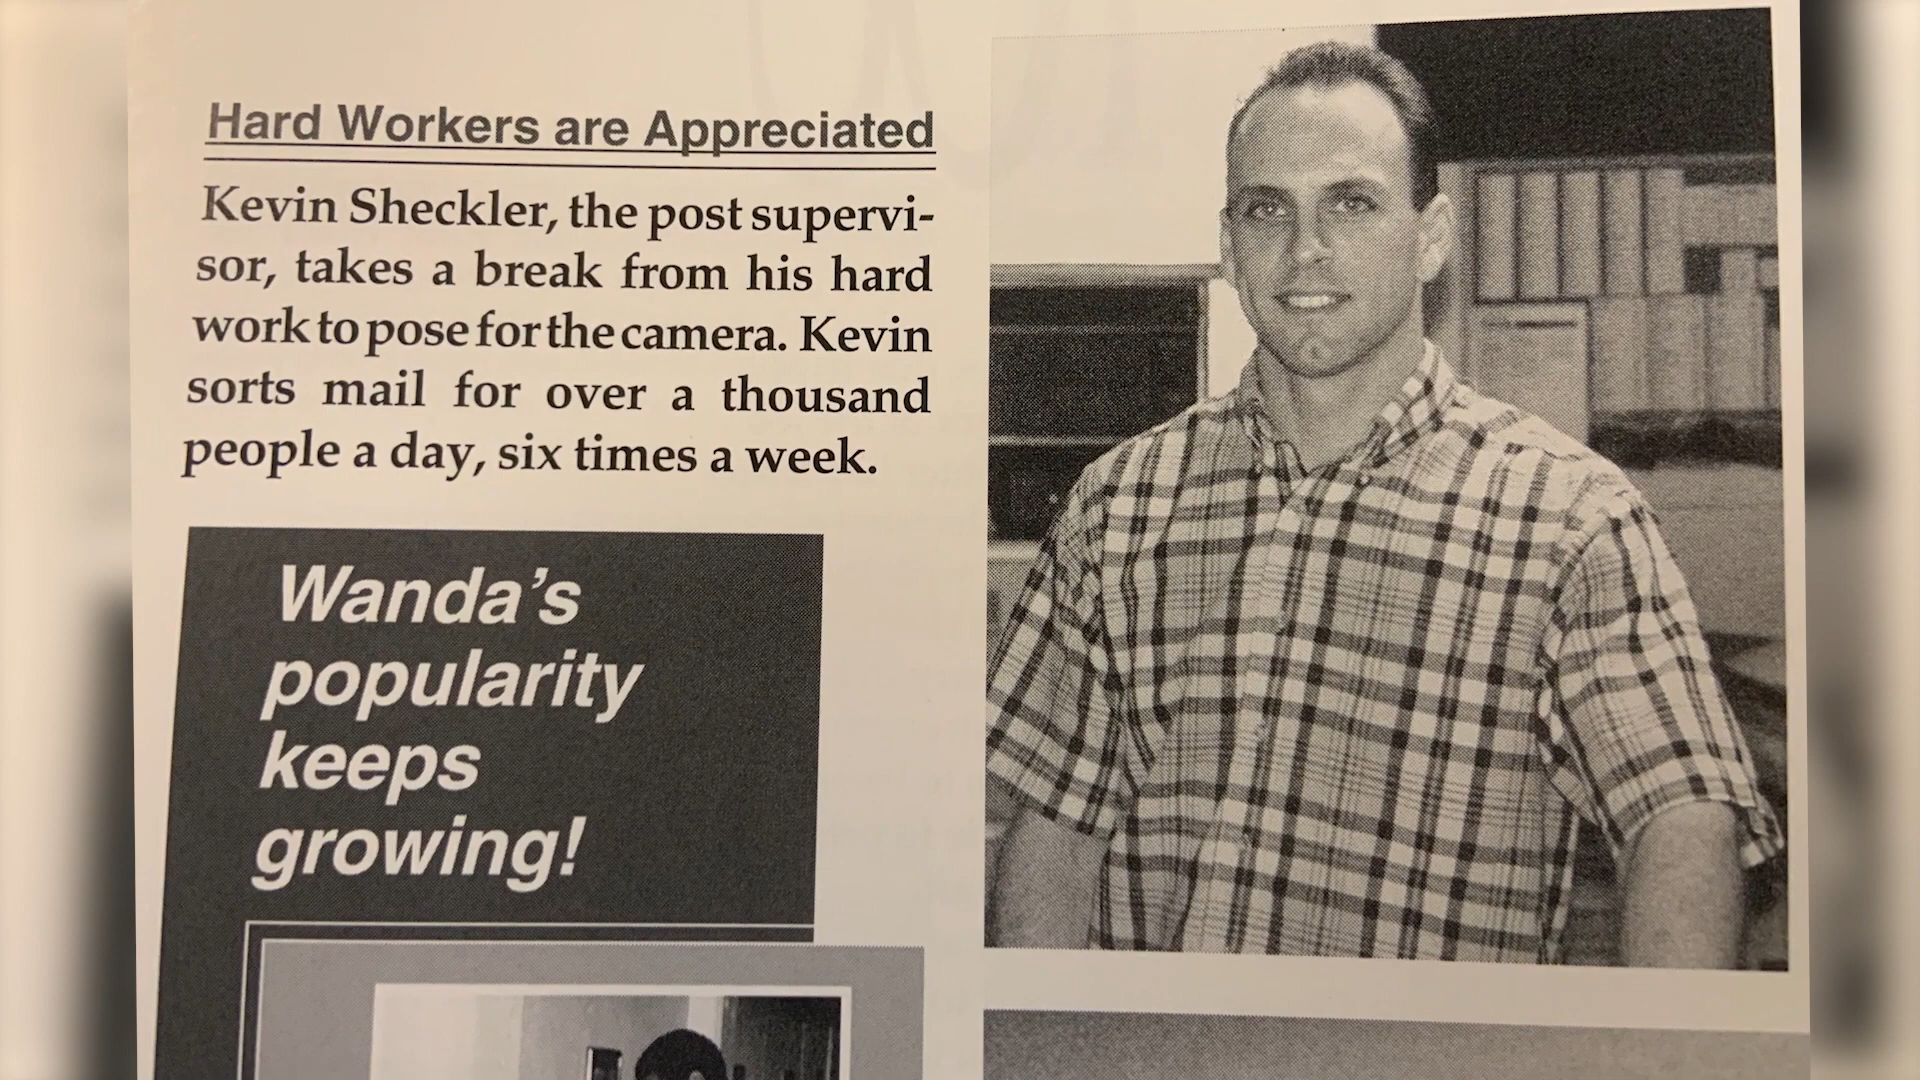 Hard Workers are Appreciated
Kevin Sheckler, the post supervi-
sor, takes a break from his hard
work to pose for the camera. Kevin
sorts mail for over a thousand
people a day, six times a week.
Wanda's
popularity
keeps
growing!